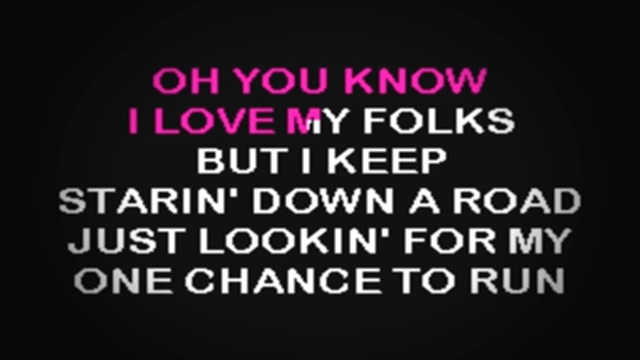 OH YOU KNOW
I LOVE MY FOLKS
BUT I KEEP
STARIN' DOWN A ROAD
JUST LOOKIN' FOR MY
ONE CHANCE TO RUN